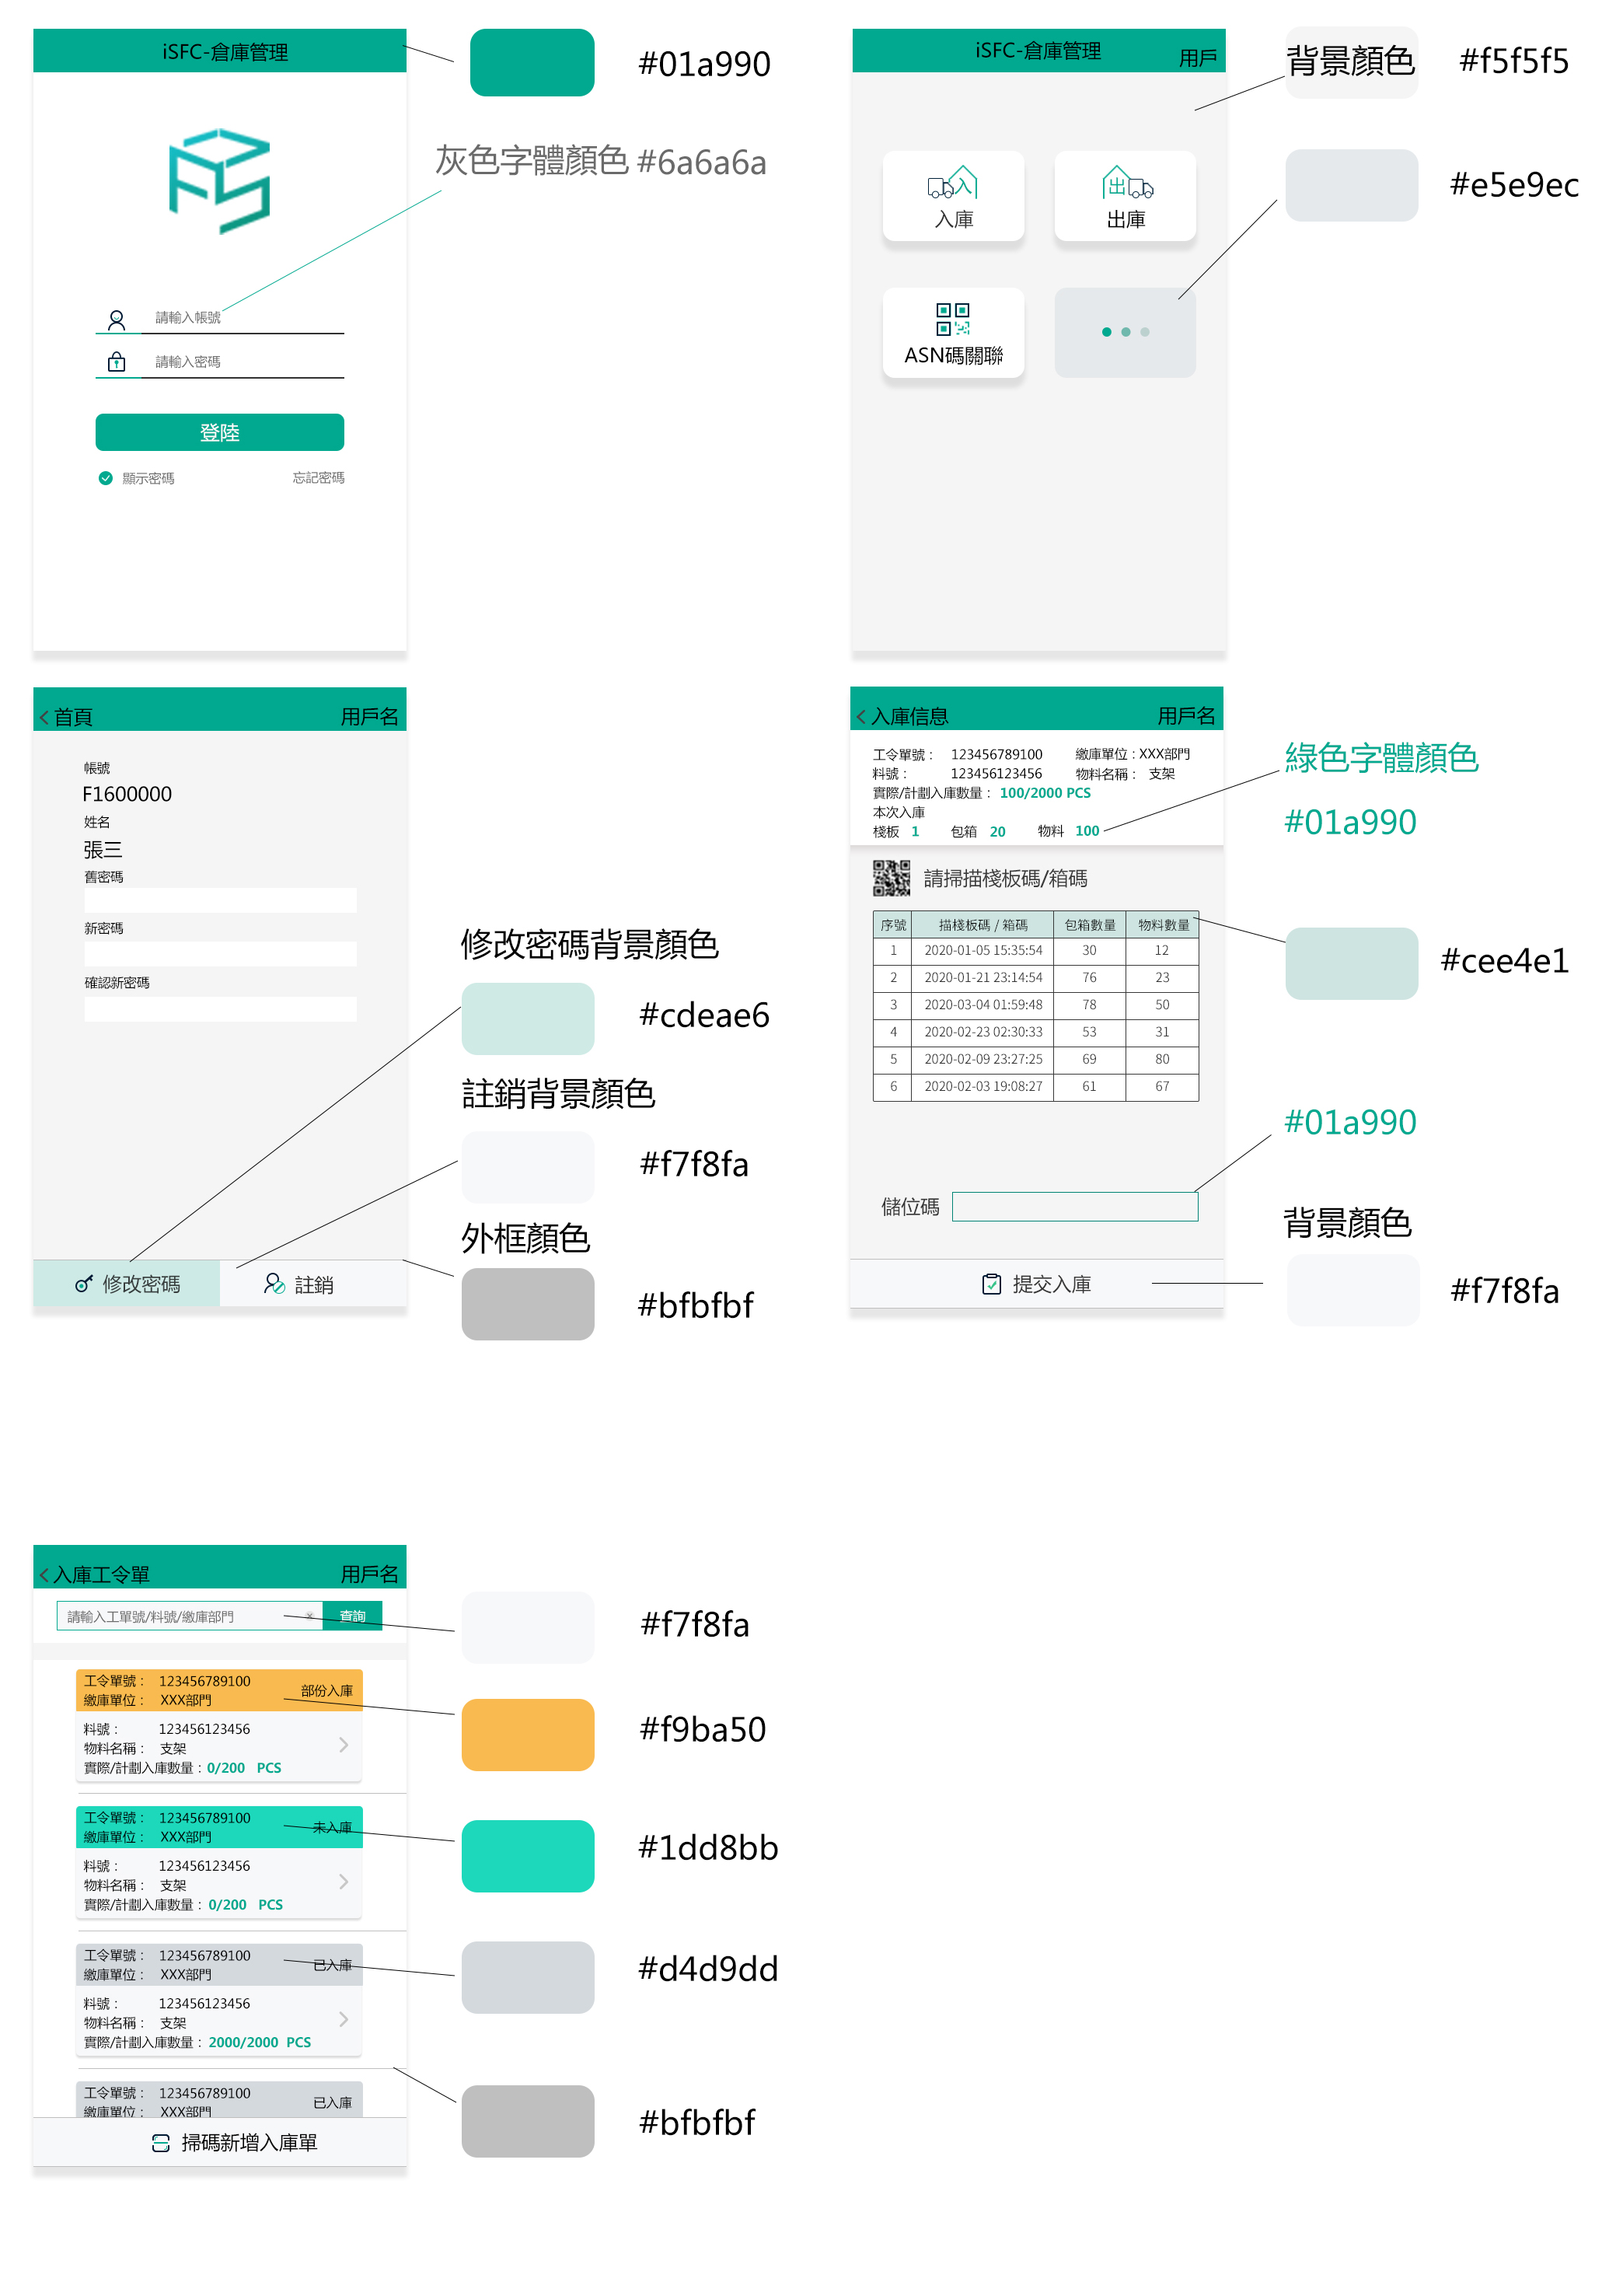 iSFC-倉庫管理
#01a990
灰色字體顏色 #6a6a6a
請輸入帳號
請輸入密碼
登陸
顯示密碼 忘記密碼
iSFC-倉庫管理 用戶
背景顏色 #f5f5f5
#e5e9ec
入
入庫
出
出庫
ASN碼關聯
首頁 用戶名
帳號
F1600000
姓名
張三
舊密碼
新密碼
確認新密碼
修改密碼 註銷
修改密碼背景顏色
#cdeae6
註銷背景顏色
#f7f8fa
外框顏色
#bfbfbf
入庫信息 用戶名
工令單號： 123456789100 繳庫單位：XXX部門
料號： 123456123456 物料名稱： 支架
實際/計劃入庫數量： 100/2000 PCS
本次入庫
棧板 1 包箱 20 物料 100
請掃描棧板碼/箱碼
序號 描棧板碼 / 箱碼 包箱數量 物料數量
1 2020-01-05 15:35:54 30 12
2 2020-01-21 23:14:54 76 23
3 2020-03-04 01:59:48 78 50
4 2020-02-23 02:30:33 53 31
5 2020-02-09 23:27:25 69 80
6 2020-02-03 19:08:27 61 67
儲位碼
提交入庫
綠色字體顏色
#01a990
#cee4e1
#01a990
背景顏色
#f7f8fa
入庫工令單 用戶名
請輸入工單號/料號/繳庫部門 查詢
工令單號： 123456789100
繳庫單位： XXX部門
部份入庫
料號： 123456123456
物料名稱： 支架
實際/計劃入庫數量：0/200 PCS
工令單號： 123456789100
繳庫單位： XXX部門
未入庫
料號： 123456123456
物料名稱： 支架
實際/計劃入庫數量：0/200 PCS
工令單號： 123456789100
繳庫單位： XXX部門
已入庫
料號： 123456123456
物料名稱： 支架
實際/計劃入庫數量：2000/2000 PCS
工令單號： 123456789100
繳庫單位： XXX部門
已入庫
掃碼新增入庫單
#f7f8fa
#f9ba50
#1dd8bb
#d4d9dd
#bfbfbf